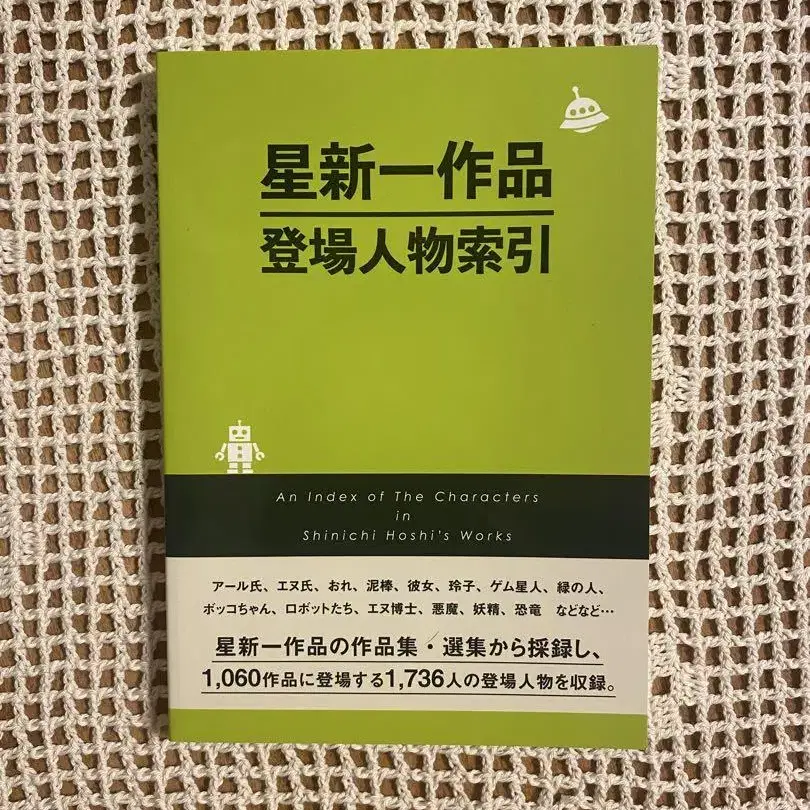 星新一作品
登場人物索引
An Index of The Characters
in
Shinichi Hoshi's Works
アール氏、エヌ氏、おれ、泥棒、彼女、玲子、ゲム星人、緑の人、
ボッコちゃん、ロボットたち、エヌ博士、悪魔、妖精、恐竜　などなど…
星新一作品の作品集・選集から採録し、
1,060作品に登場する1,736人の登場人物を収録。